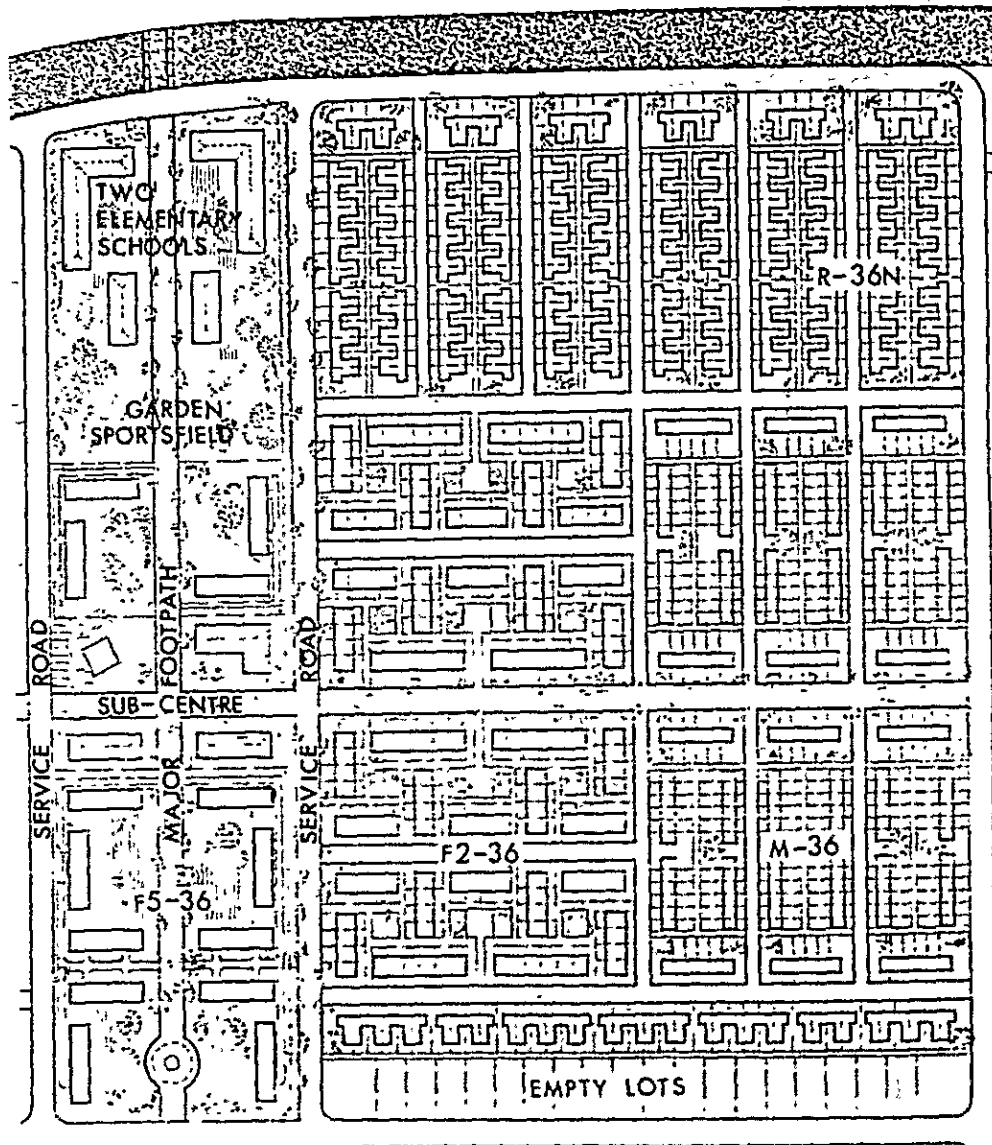 TWO
ELEMENTARY
SCHOOLS
R-36N
GARDEN
SPORTSFIELD
SERVICE ROAD
MAJOR FOOTPATH
SERVICE ROAD
SUB-CENTRE
F2-36
M-36
F5-36
EMPTY LOTS